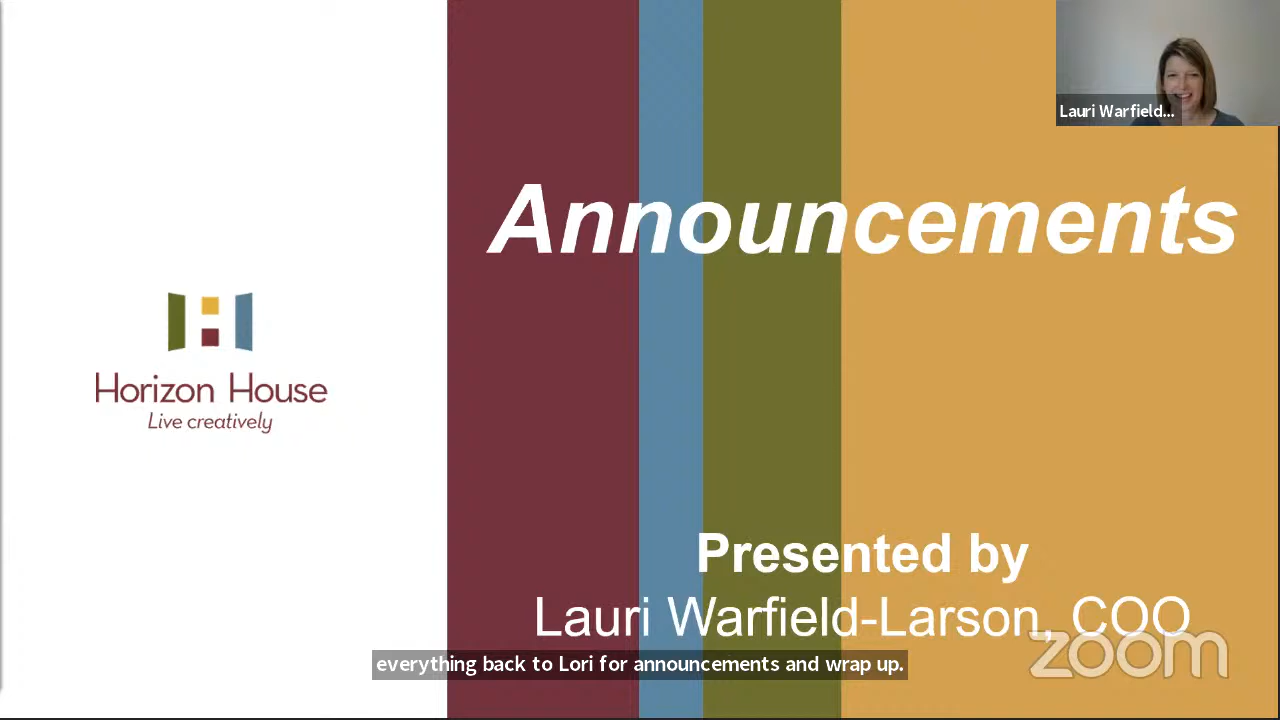 Lauri Warfield...
Announcements
Horizon House
Live creatively
Presented by
Lauri Warfield-Larson, COO
everything back to Lori for announcements and wrap up.
zoom